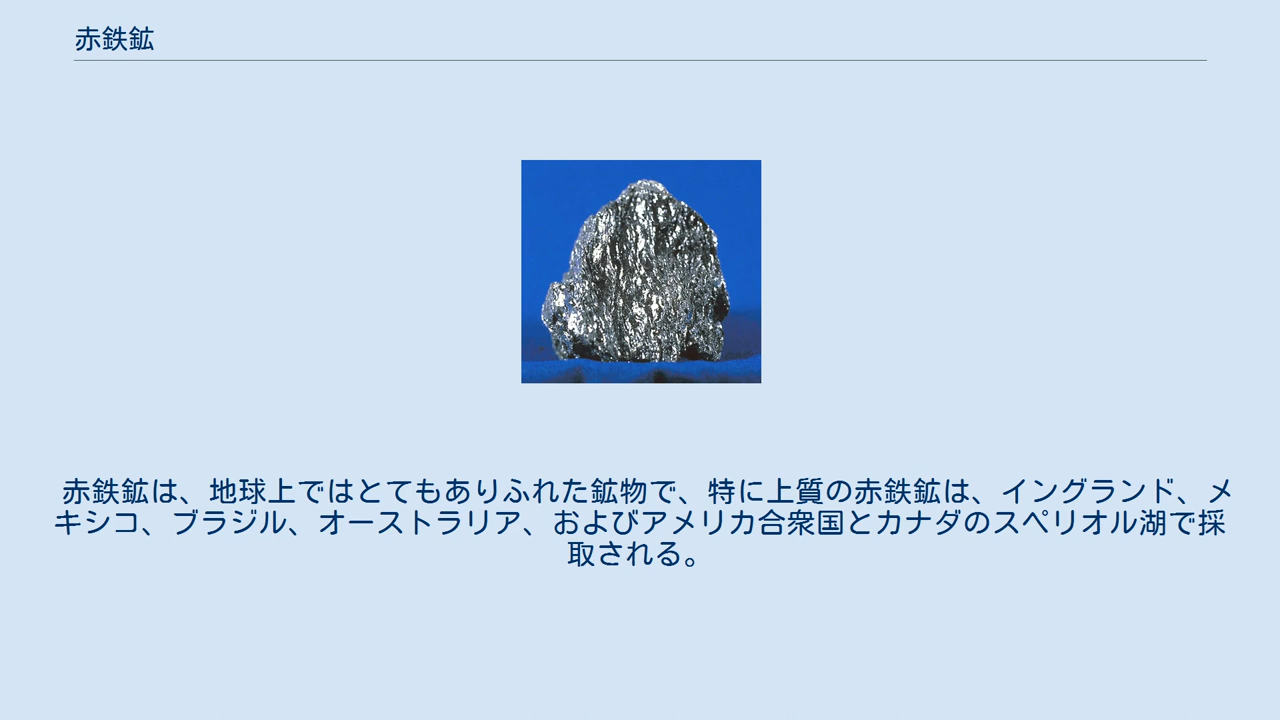 赤鉄鉱
赤鉄鉱は、地球上ではとてもありふれた鉱物で、特に上質の赤鉄鉱は、イングランド、メ
キシコ、ブラジル、オーストラリア、およびアメリカ合衆国とカナダのスペリオル湖で採
取される。